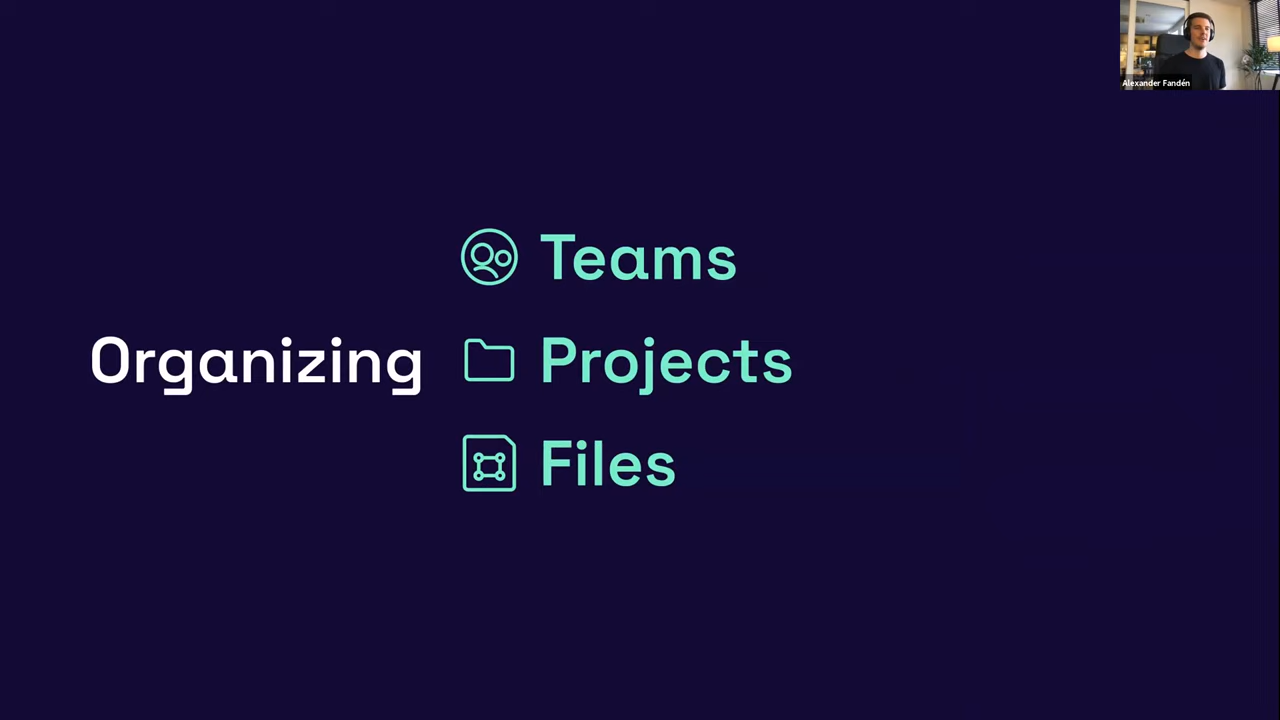 Alexander Fandén
Teams
Organizing
Projects
Files